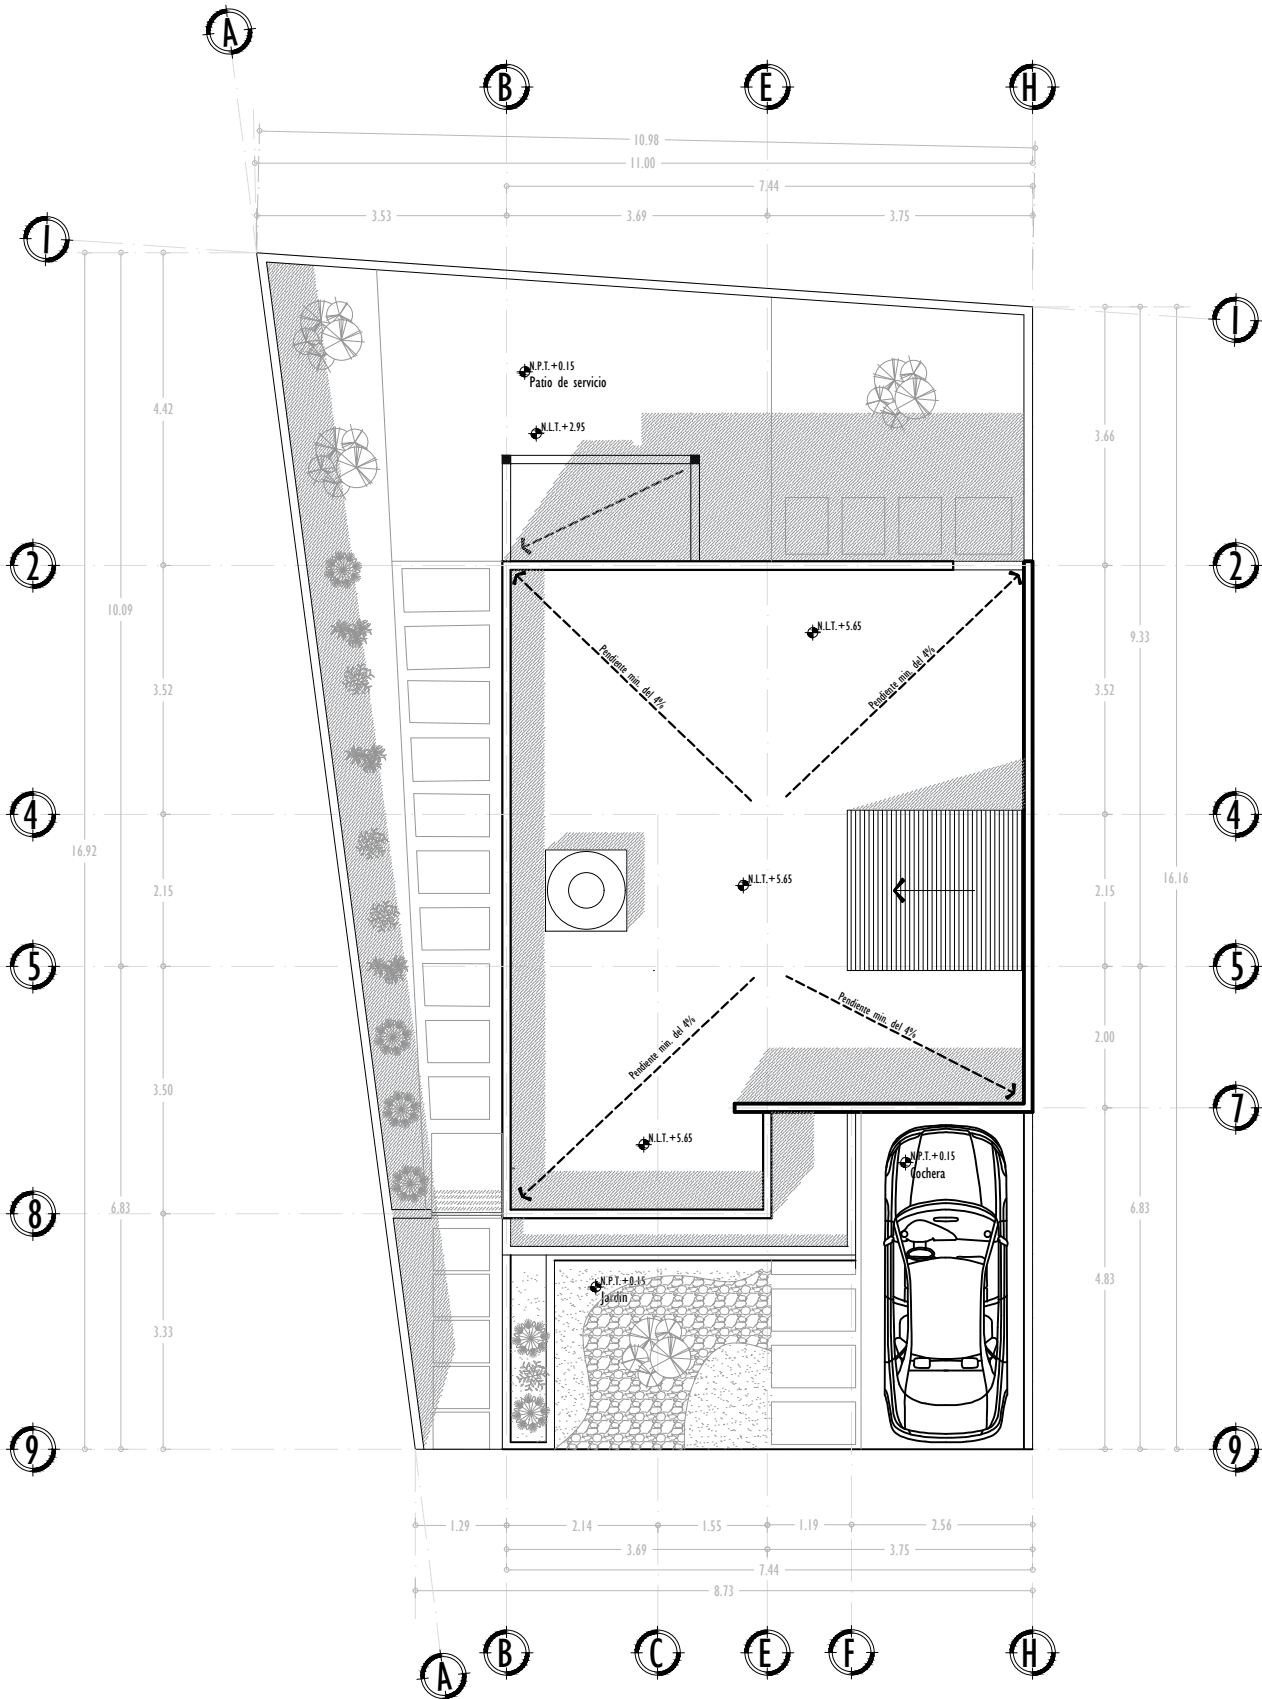 A
B
E
H
10.98
11.00
7.44
3.53
3.69
3.75
1
1
N.P.T.+0.15
Patio de servicio
4.42
N.L.T.+2.95
3.66
2
2
10.09
N.L.T.+5.65
9.33
Pendiente min. del 4%
Pendiente min. del 4%
3.52
3.52
4
4
16.92
N.L.T.+5.65
16.16
2.15
2.15
5
5
Pendiente min. del 4%
Pendiente min. del 4%
2.00
3.50
7
N.L.T.+5.65
N.P.T.+0.15
Cochera
8
6.83
6.83
N.P.T.+0.15
Jardin
4.83
3.33
9
9
1.29
2.14
1.55
1.19
2.56
3.69
3.75
7.44
8.73
A
B
C
E
F
H